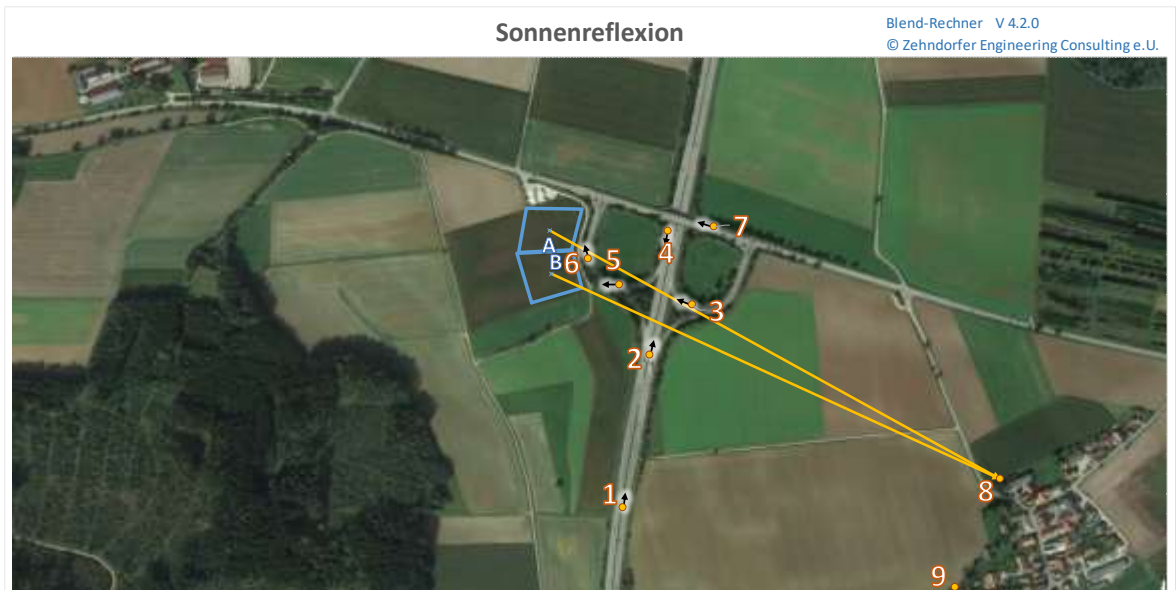 Sonnenreflexion
Blend-Rechner V 4.2.0
© Zehndorfer Engineering Consulting e.U.
7
A
4
B
6
5
3
2
8
1
9